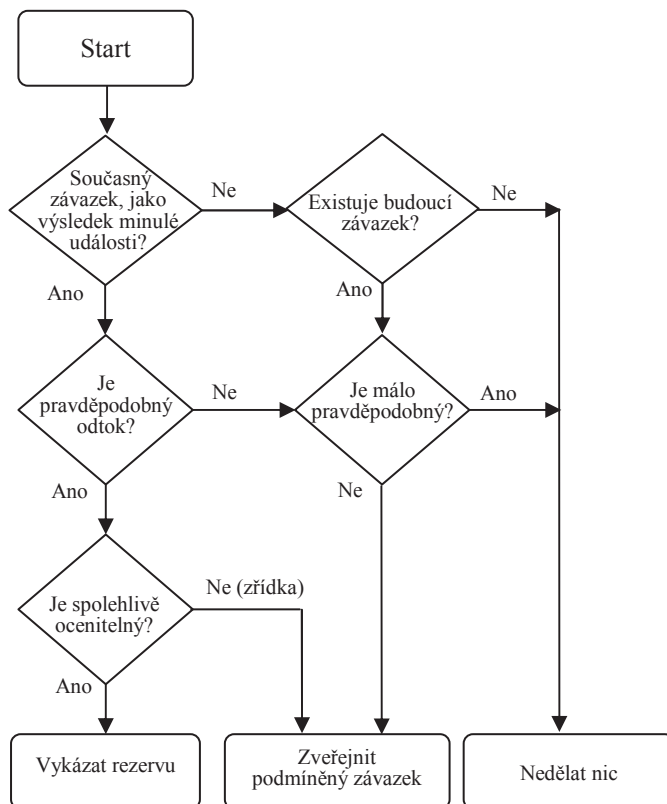 Start
Současný
závazek, jako
výsledek minulé
události?
Ne
Existuje budoucí
závazek?
Ne
Ano
Ano
Je
pravděpodobný
odtok?
Ne
Je málo
pravděpodobný?
Ano
Ano
Ne
Je spolehlivě
ocenitelný?
Ne (zřídka)
Ano
Vykázat rezervu
Zveřejnit
podmíněný závazek
Nedělat nic